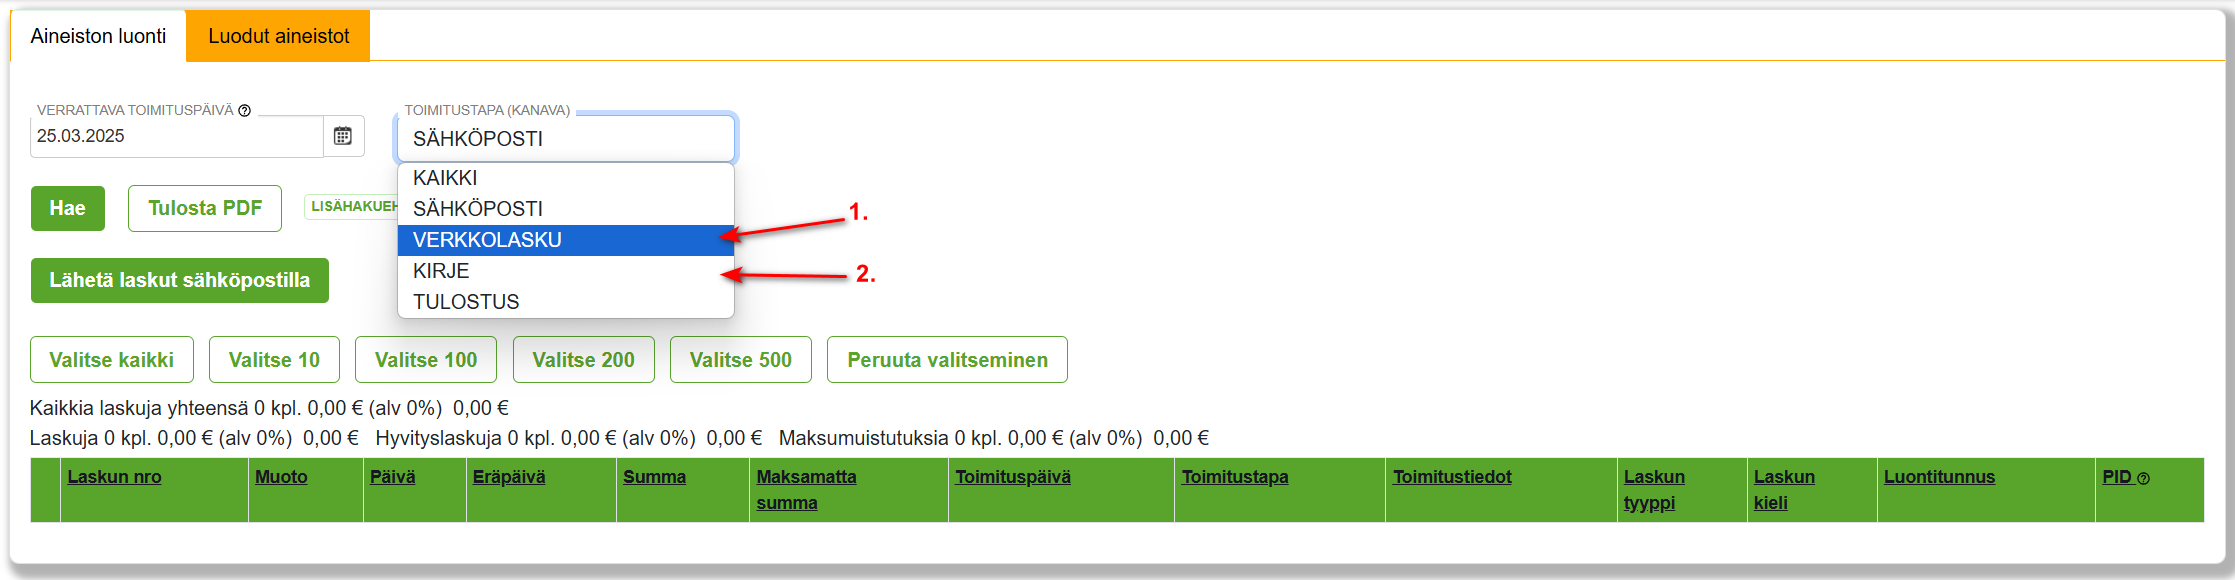 Aineiston luonti
Luodut aineistot
VERRATTAVA TOIMITUSPÄIVÄ
TOIMITUSTAPA (KANAVA)
25.03.2025
SÄHKÖPOSTI
KAIKKI
SÄHKÖPOSTI
VERKKOLASKU
KIRJE
TULOSTUS
1.
2.
Hae
Tulosta PDF
LISÄHAKUEH
Lähetä laskut sähköpostilla
Valitse kaikki
Valitse 10
Valitse 100
Valitse 200
Valitse 500
Peruuta valitseminen
Kaikkia laskuja yhteensä 0 kpl. 0,00 € (alv 0%) 0,00 €
Laskuja 0 kpl. 0,00 € (alv 0%) 0,00 € Hyvityslaskuja 0 kpl. 0,00 € (alv 0%) 0,00 € Maksumuistutuksia 0 kpl. 0,00 € (alv 0%) 0,00 €
Laskun nro
Muoto
Päivä
Eräpäivä
Summa
Maksamatta
summa
Toimituspäivä
Toimitustapa
Toimitustiedot
Laskun
tyyppi
Laskun
kieli
Luontitunnus
PID